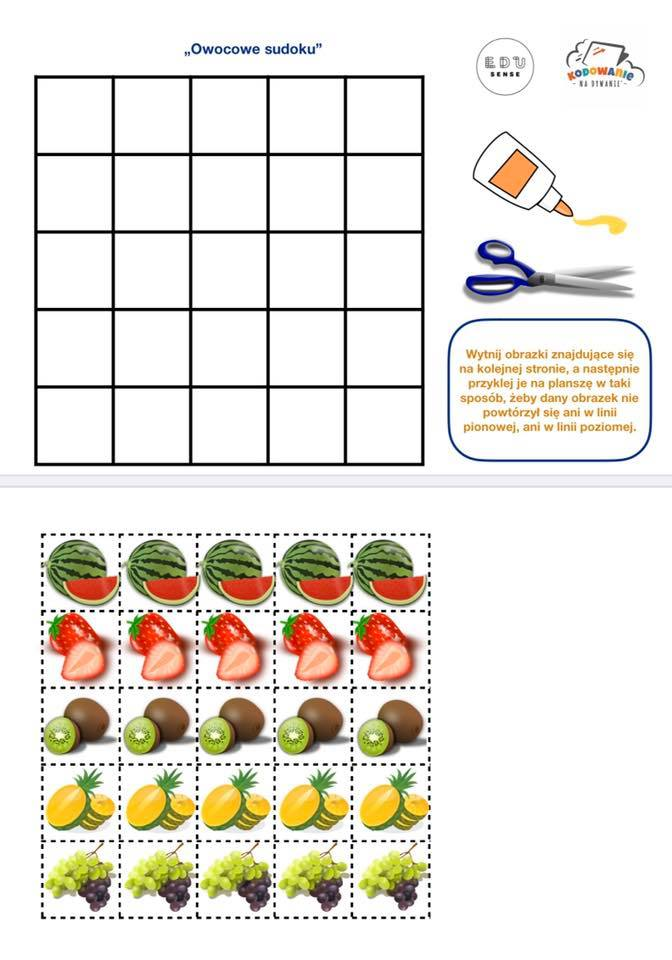 „Owocowe sudoku”
EDU
SENSE
KODOWANIE
NA DYWANIE
Wytnij obrazki znajdujące się
na kolejnej stronie, a następnie
przyklej je na planszę w taki
sposób, żeby dany obrazek nie
powtórzył się ani w linii
pionowej, ani w linii poziomej.